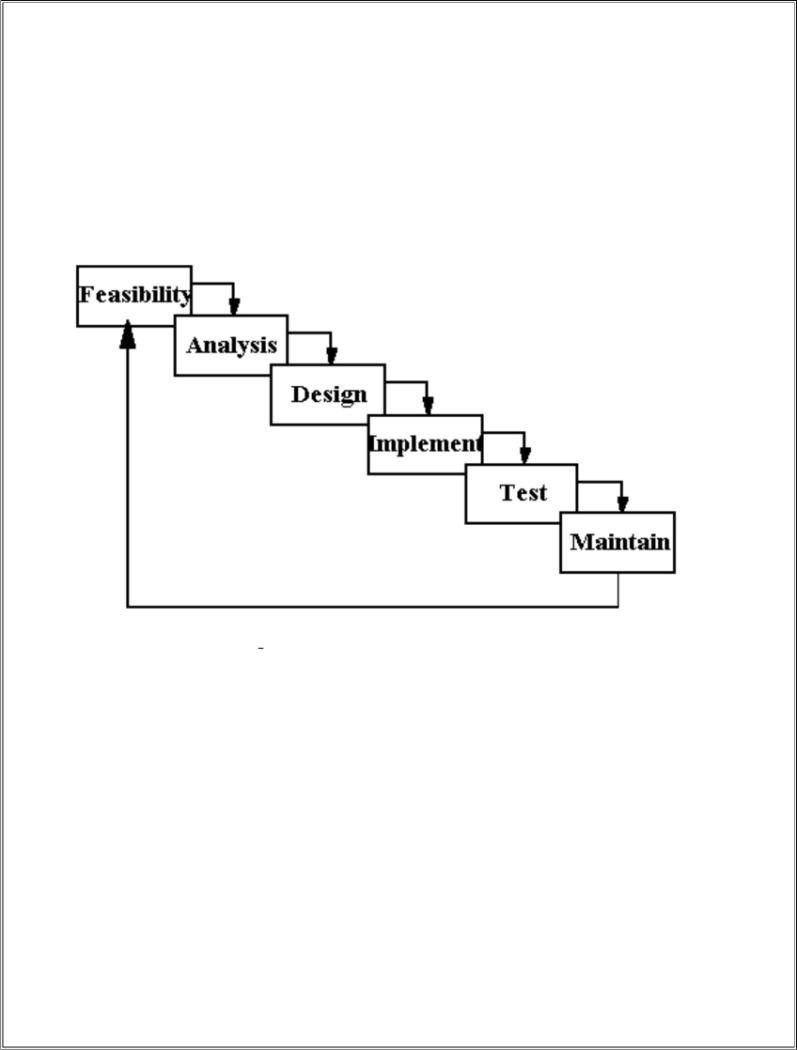 Feasibility
Analysis
Design
Implement
Test
Maintain
-